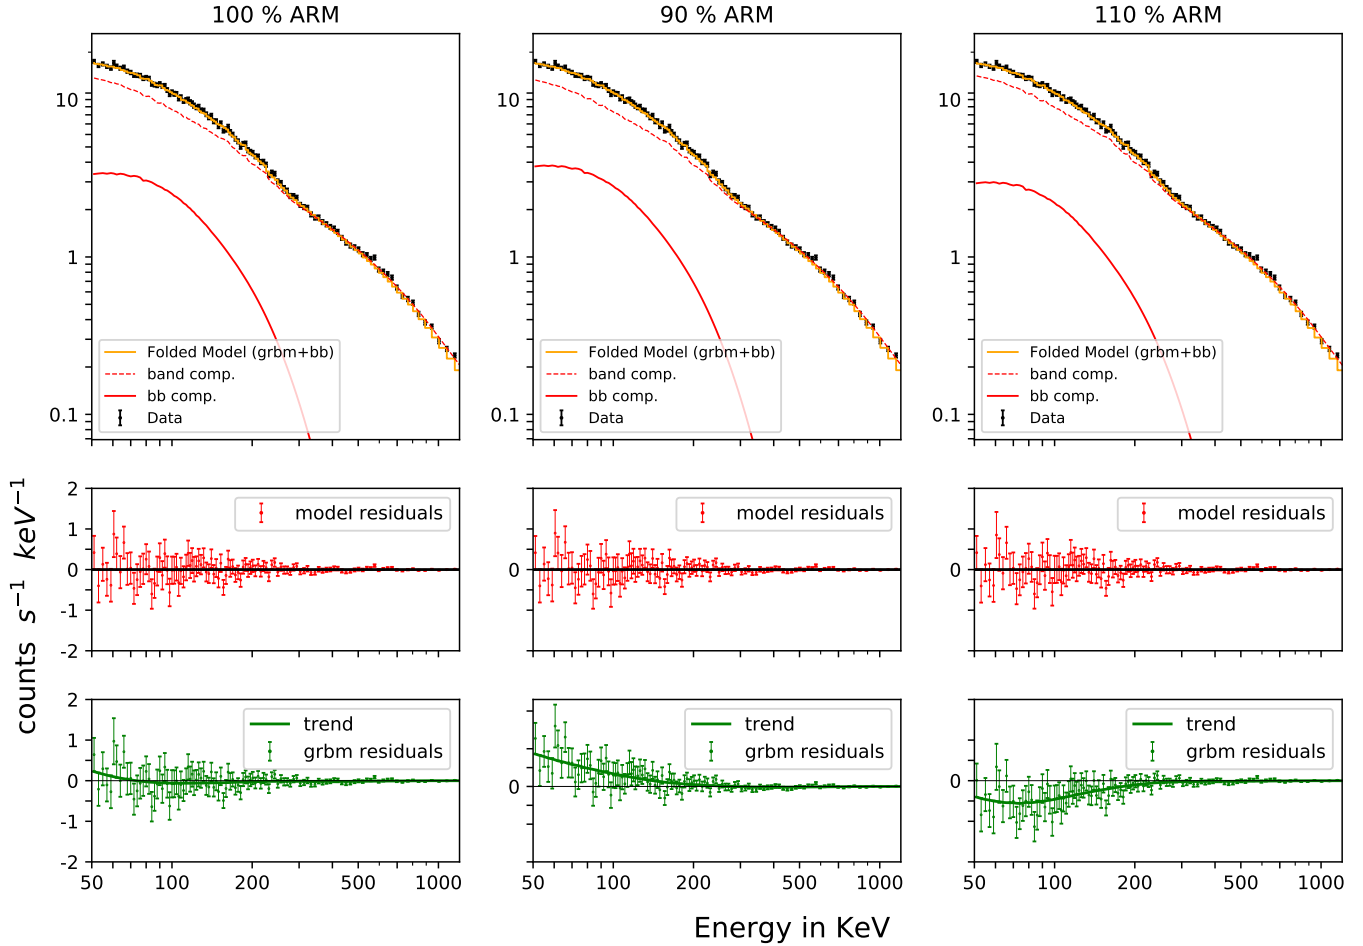 100 % ARM
90 % ARM
110 % ARM
10
1
0.1
Folded Model (grbm+bb)
band comp.
bb comp.
Data
10
1
0.1
Folded Model (grbm+bb)
band comp.
bb comp.
Data
10
1
0.1
Folded Model (grbm+bb)
band comp.
bb comp.
Data
counts s⁻¹ keV⁻¹
2
1
0
-1
-2
model residuals
0
model residuals
0
model residuals
2
1
0
-1
-2
trend
grbm residuals
50 100 200 500 1000
0
trend
grbm residuals
50 100 200 500 1000
0
-1
-2
trend
grbm residuals
50 100 200 500 1000
Energy in KeV